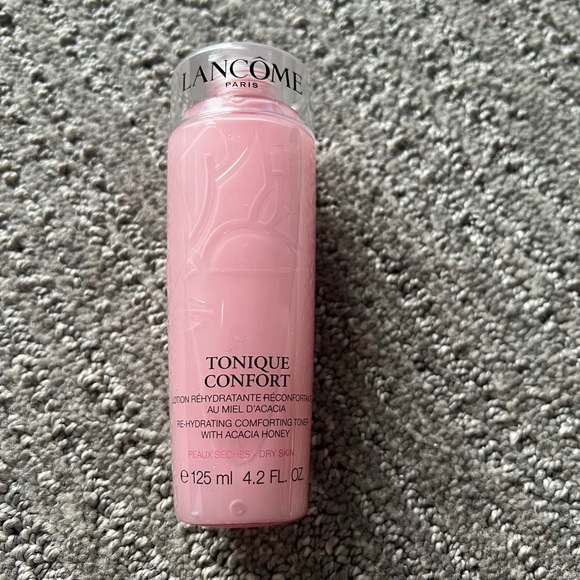 LANCÔME
PARIS
TONIQUE
CONFORT
LOTION RÉHYDRATANTE RÉCONFORTANTE
AU MIEL D'ACACIA
RE-HYDRATING COMFORTING TONER
WITH ACACIA HONEY
PEAUX SÈCHES - DRY SKIN
℮ 125 ml 4.2 FL. OZ